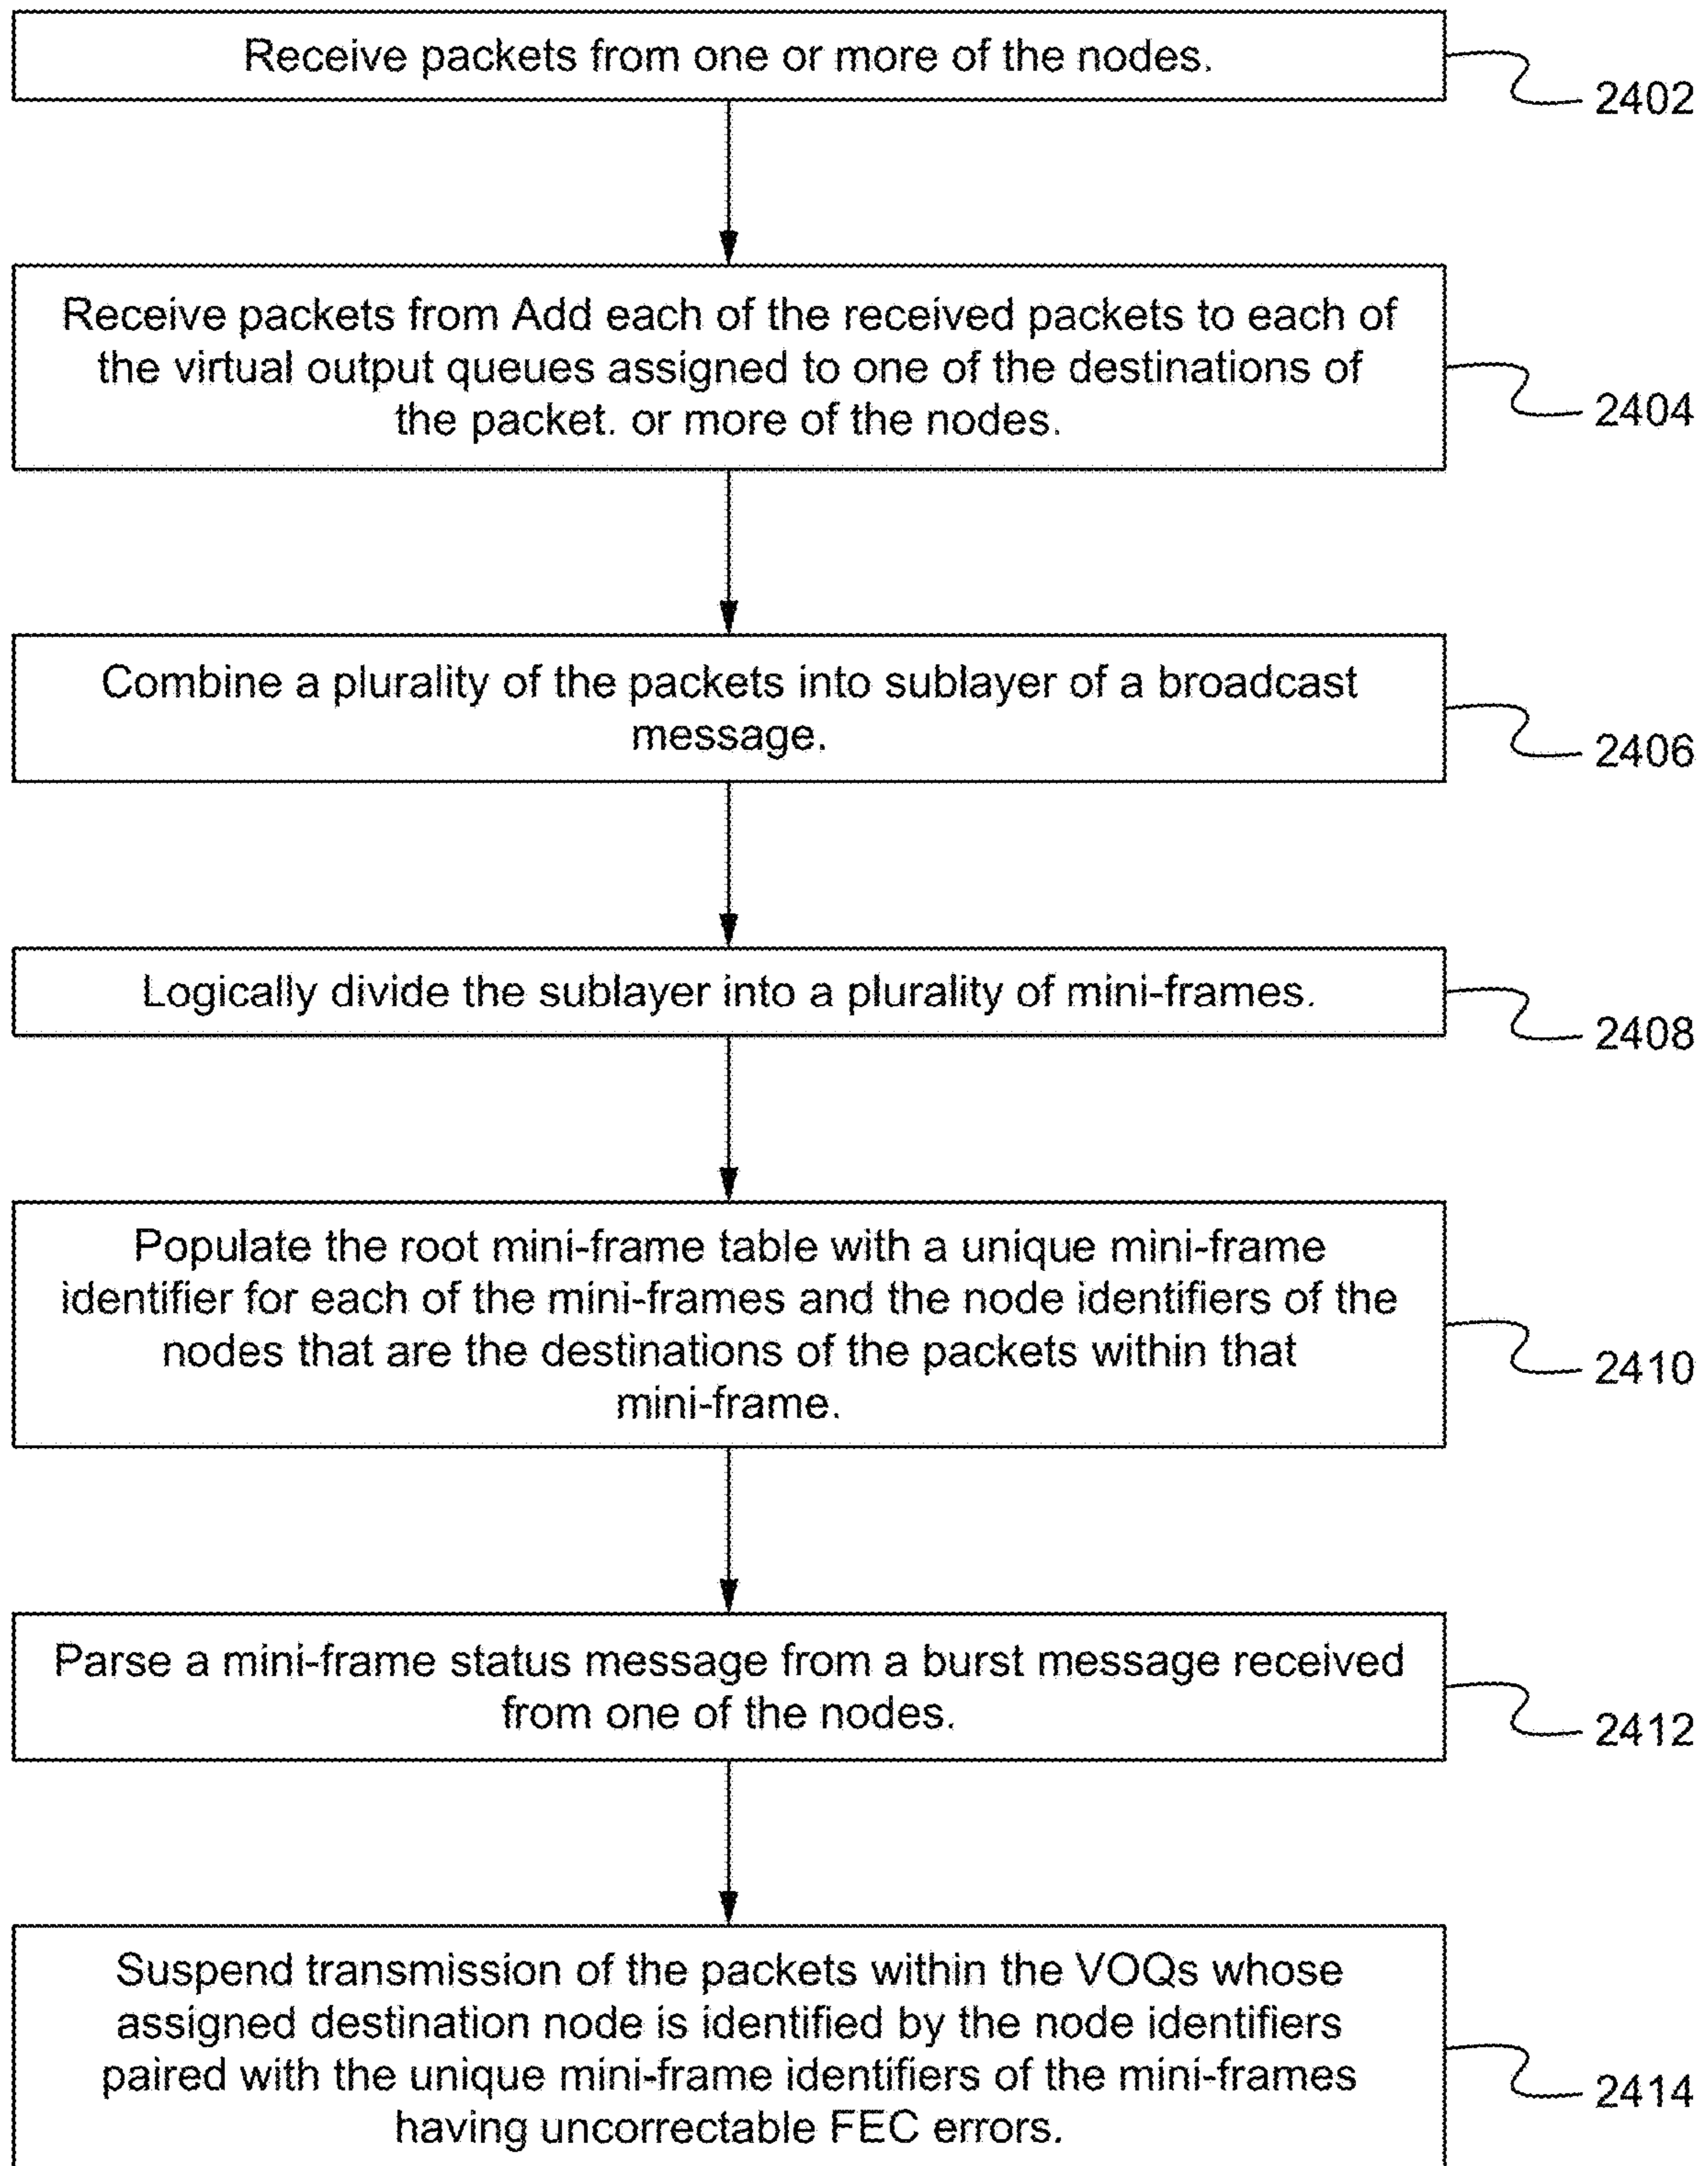 Receive packets from one or more of the nodes.
2402
Receive packets from Add each of the received packets to each of
the virtual output queues assigned to one of the destinations of
the packet. or more of the nodes.
2404
Combine a plurality of the packets into sublayer of a broadcast
message.
2406
Logically divide the sublayer into a plurality of mini-frames.
2408
Populate the root mini-frame table with a unique mini-frame
identifier for each of the mini-frames and the node identifiers of the
nodes that are the destinations of the packets within that
mini-frame.
2410
Parse a mini-frame status message from a burst message received
from one of the nodes.
2412
Suspend transmission of the packets within the VOQs whose
assigned destination node is identified by the node identifiers
paired with the unique mini-frame identifiers of the mini-frames
having uncorrectable FEC errors.
2414